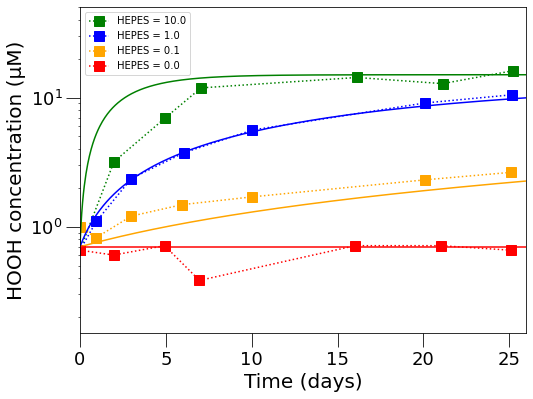 HEPES = 10.0
HEPES = 1.0
HEPES = 0.1
HEPES = 0.0
HOOH concentration (μM)
10¹
10⁰
0 5 10 15 20 25
Time (days)